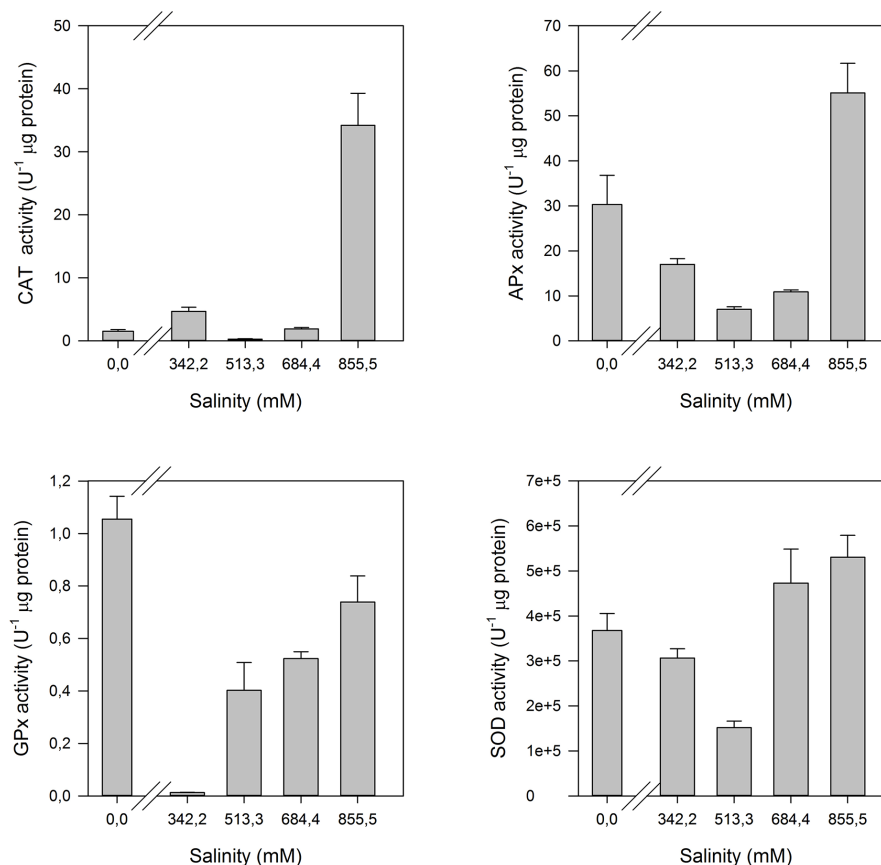 CAT activity (U⁻¹ μg protein)
50
40
30
20
10
0
0,0 342,2 513,3 684,4 855,5
Salinity (mM)
APx activity (U⁻¹ μg protein)
70
60
50
40
30
20
10
0
0,0 342,2 513,3 684,4 855,5
Salinity (mM)
GPx activity (U⁻¹ μg protein)
1,2
1,0
0,8
0,6
0,4
0,2
0,0
0,0 342,2 513,3 684,4 855,5
Salinity (mM)
SOD activity (U⁻¹ μg protein)
7e+5
6e+5
5e+5
4e+5
3e+5
2e+5
1e+5
0
0,0 342,2 513,3 684,4 855,5
Salinity (mM)